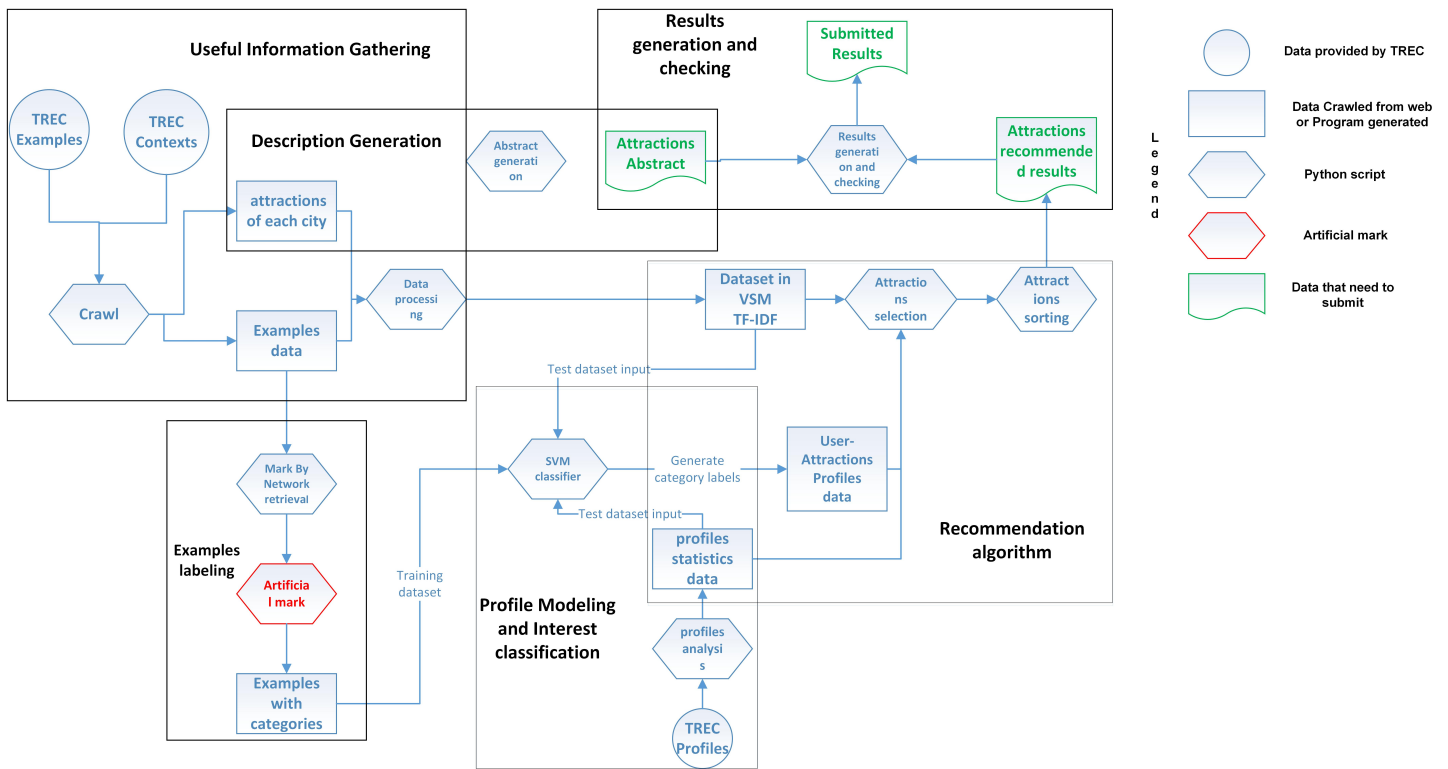 Useful Information Gathering
TREC
Examples
TREC
Contexts
Crawl
Description Generation
attractions
of each city
Examples
data
Abstract
generati
on
Data
processi
ng
Results
generation and
checking
Submitted
Results
Attractions
Abstract
Results
generati
on and
checking
Attractions
recommende
d results
Dataset in
VSM
TF-IDF
Attractio
ns
selection
Attract
ions
sorting
Test dataset input
SVM
classifier
Generate
category labels
User-
Attractions
Profiles
data
Test dataset input
profiles
statistics
data
Recommendation
algorithm
Mark By
Network
retrieval
Examples
labeling
Artificia
l mark
Examples
with
categories
Training
dataset
Profile Modeling
and Interest
classification
profiles
analysi
s
TREC
Profiles
Legend
Data provided by TREC
Data Crawled from web
or Program generated
Python script
Artificial mark
Data that need to
submit